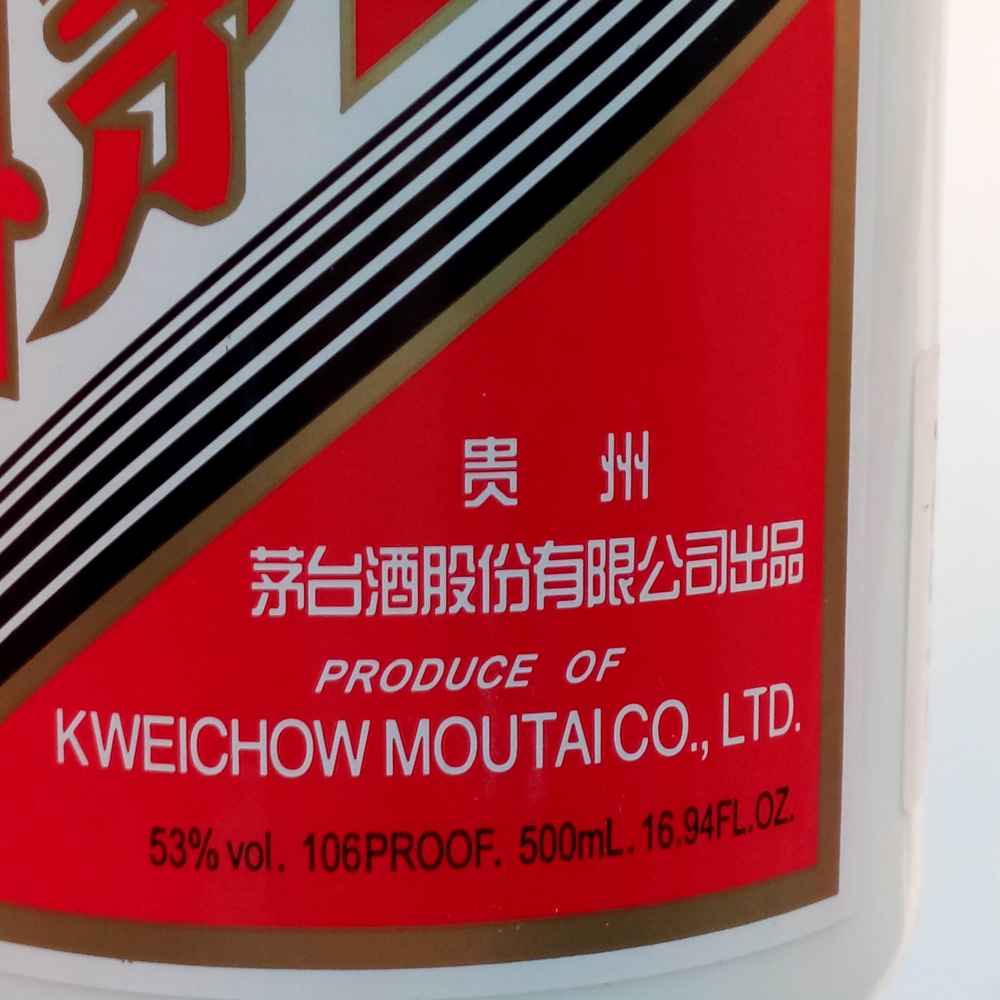 茅
贵州
茅台酒股份有限公司出品
PRODUCE OF
KWEICHOW MOUTAI CO., LTD.
53% vol. 106PROOF. 500mL. 16.94FL.OZ.